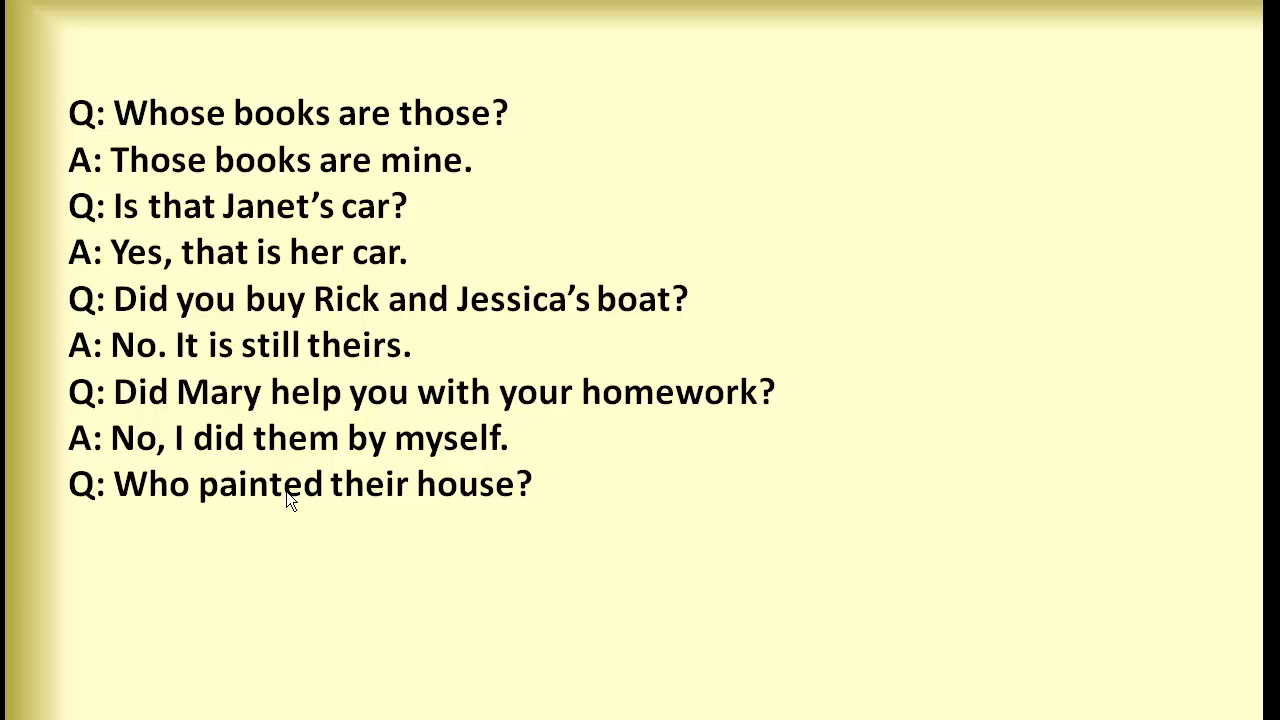 Q: Whose books are those?
A: Those books are mine.
Q: Is that Janet’s car?
A: Yes, that is her car.
Q: Did you buy Rick and Jessica’s boat?
A: No. It is still theirs.
Q: Did Mary help you with your homework?
A: No, I did them by myself.
Q: Who painted their house?